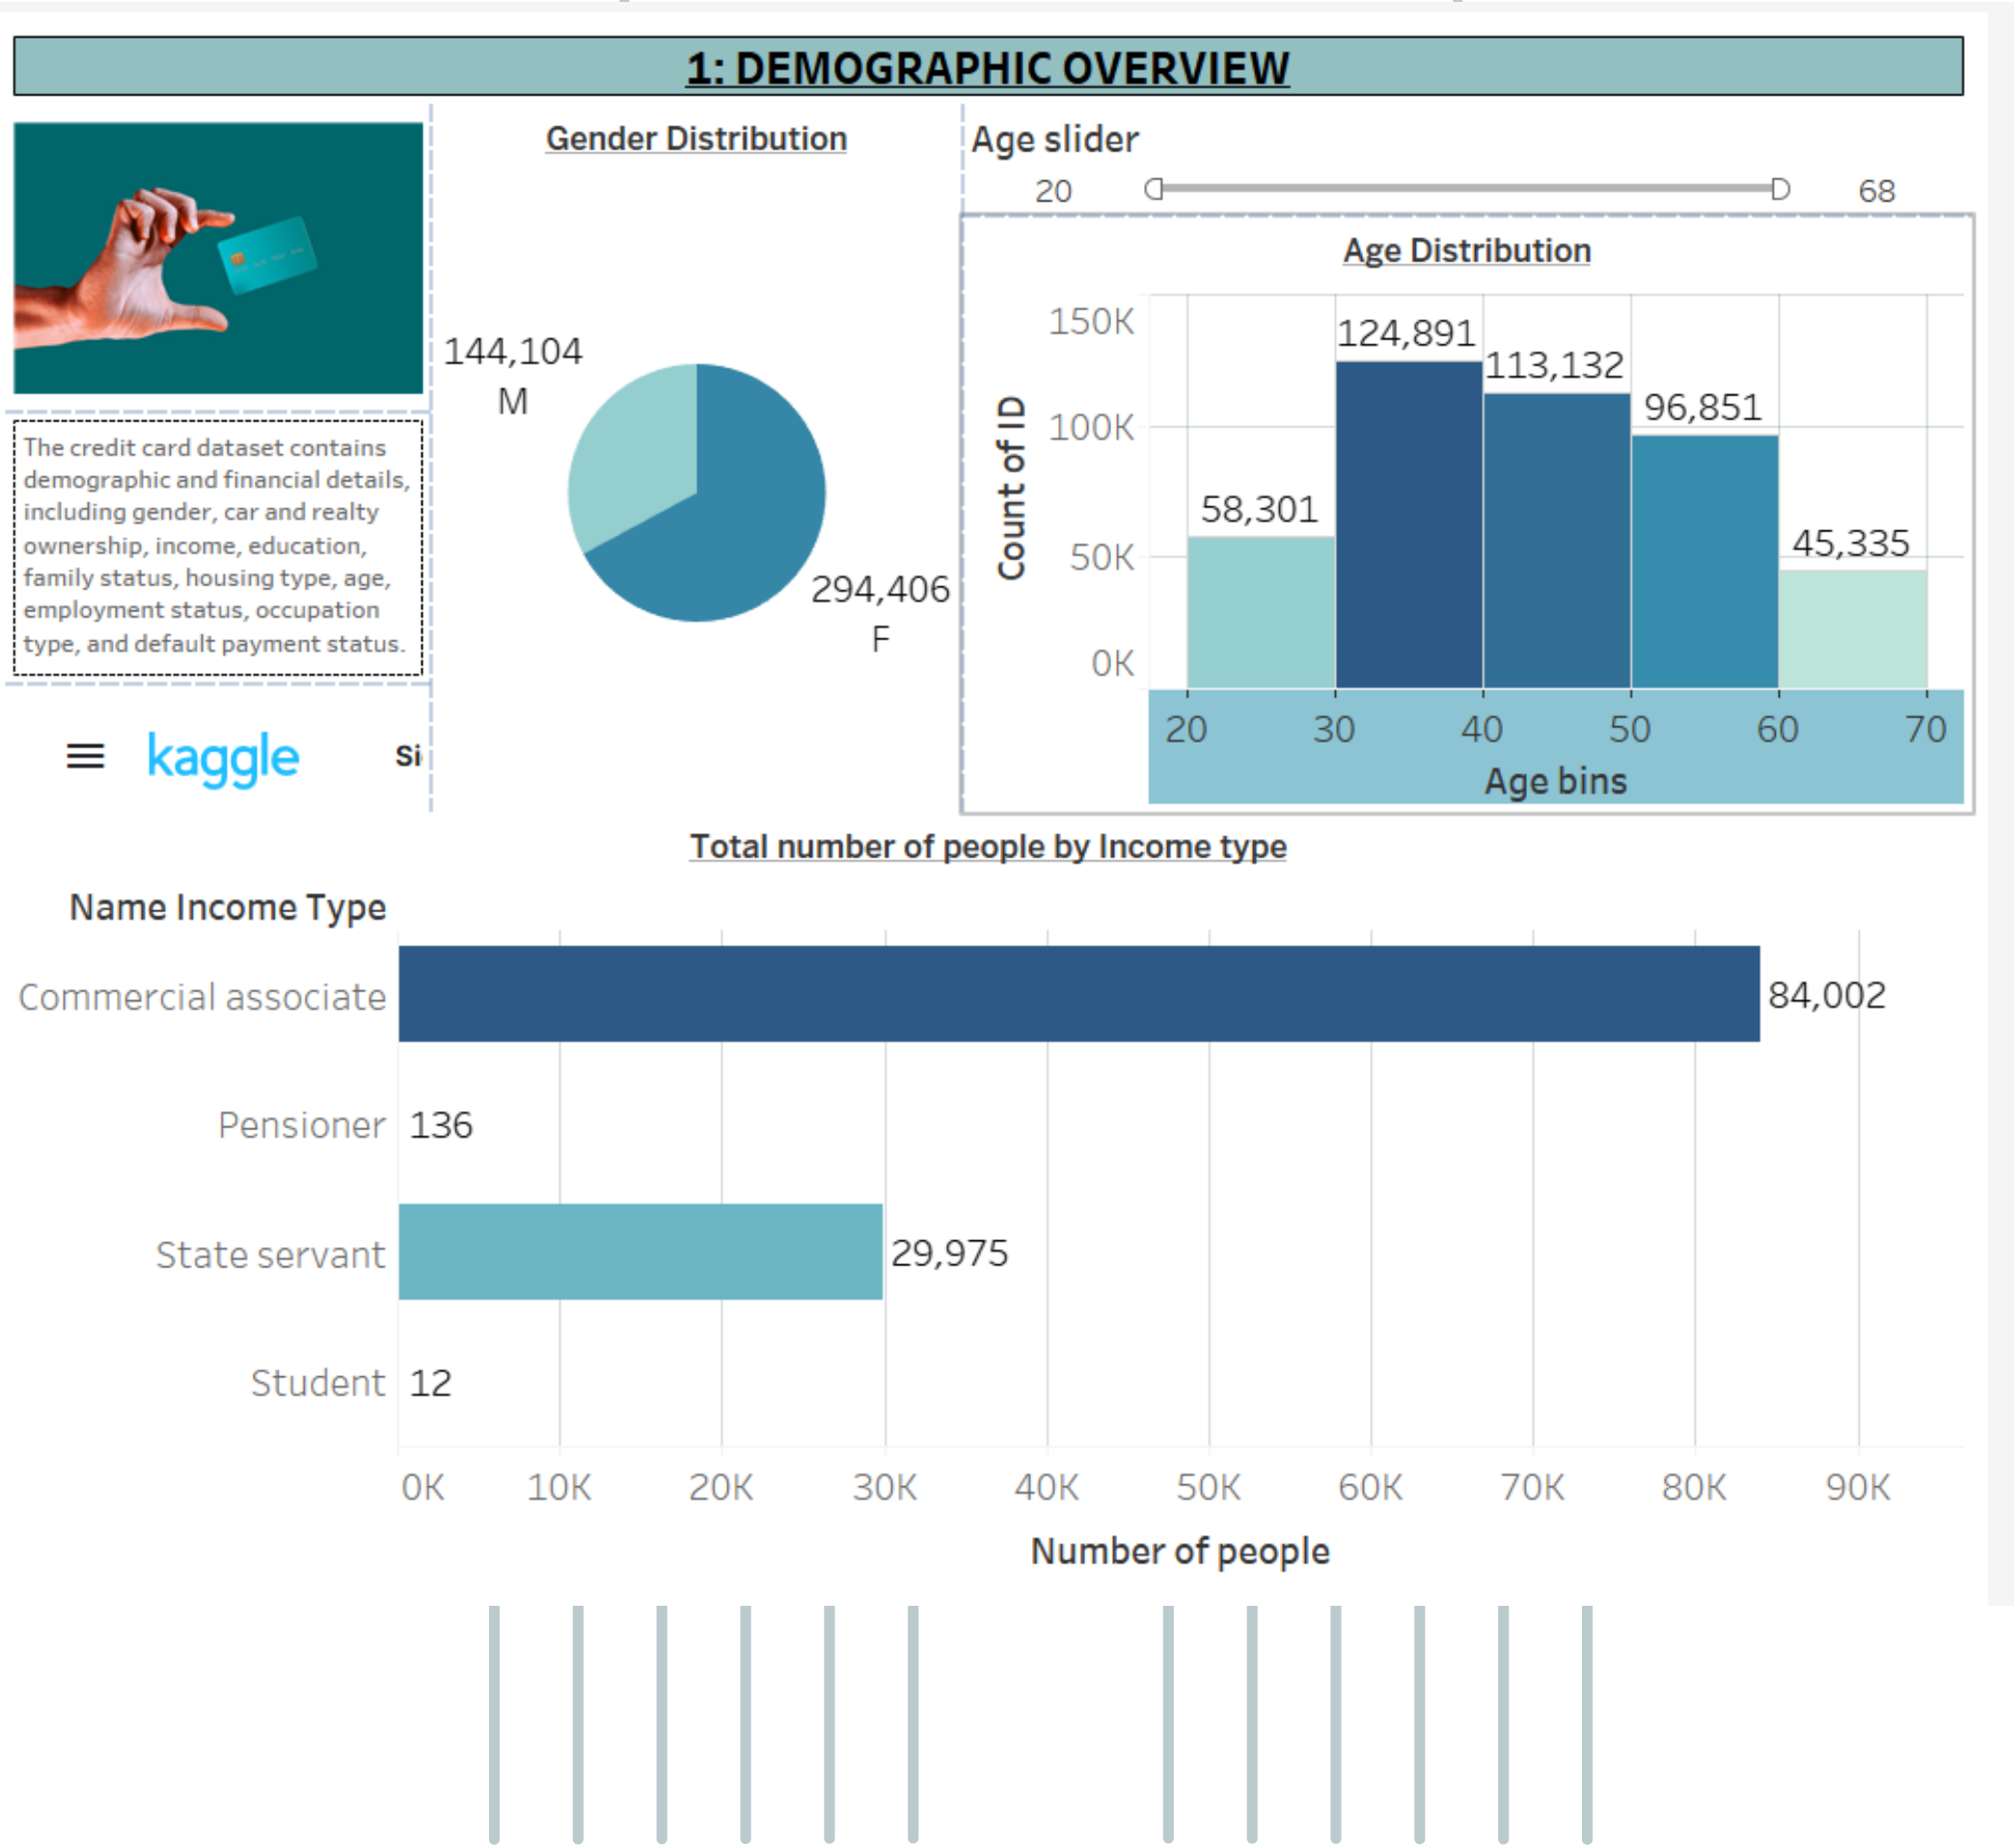 1: DEMOGRAPHIC OVERVIEW
The credit card dataset contains
demographic and financial details,
including gender, car and realty
ownership, income, education,
family status, housing type, age,
employment status, occupation
type, and default payment status.
kaggle
Si
Gender Distribution
144,104
M
294,406
F
Age slider
20
68
Age Distribution
Count of ID
150K
100K
50K
0K
58,301
124,891
113,132
96,851
45,335
20 30 40 50 60 70
Age bins
Total number of people by Income type
Name Income Type
Commercial associate 84,002
Pensioner 136
State servant 29,975
Student 12
0K 10K 20K 30K 40K 50K 60K 70K 80K 90K
Number of people